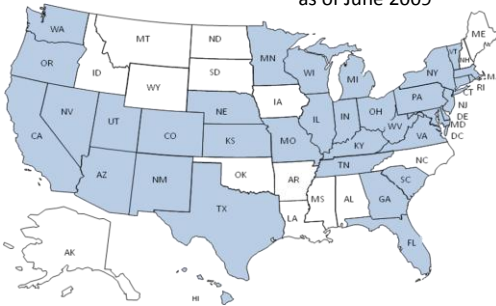 as of June 2009
WA
MT
ND
MN
ME
VT
NH
OR
ID
SD
WI
MI
NY
MA
RI
CT
WY
IA
PA
NJ
NV
NE
IL
IN
OH
DE
MD
DC
UT
CO
KS
MO
WV
VA
KY
CA
NC
TN
AZ
NM
OK
AR
SC
MS
AL
GA
TX
LA
FL
AK
HI